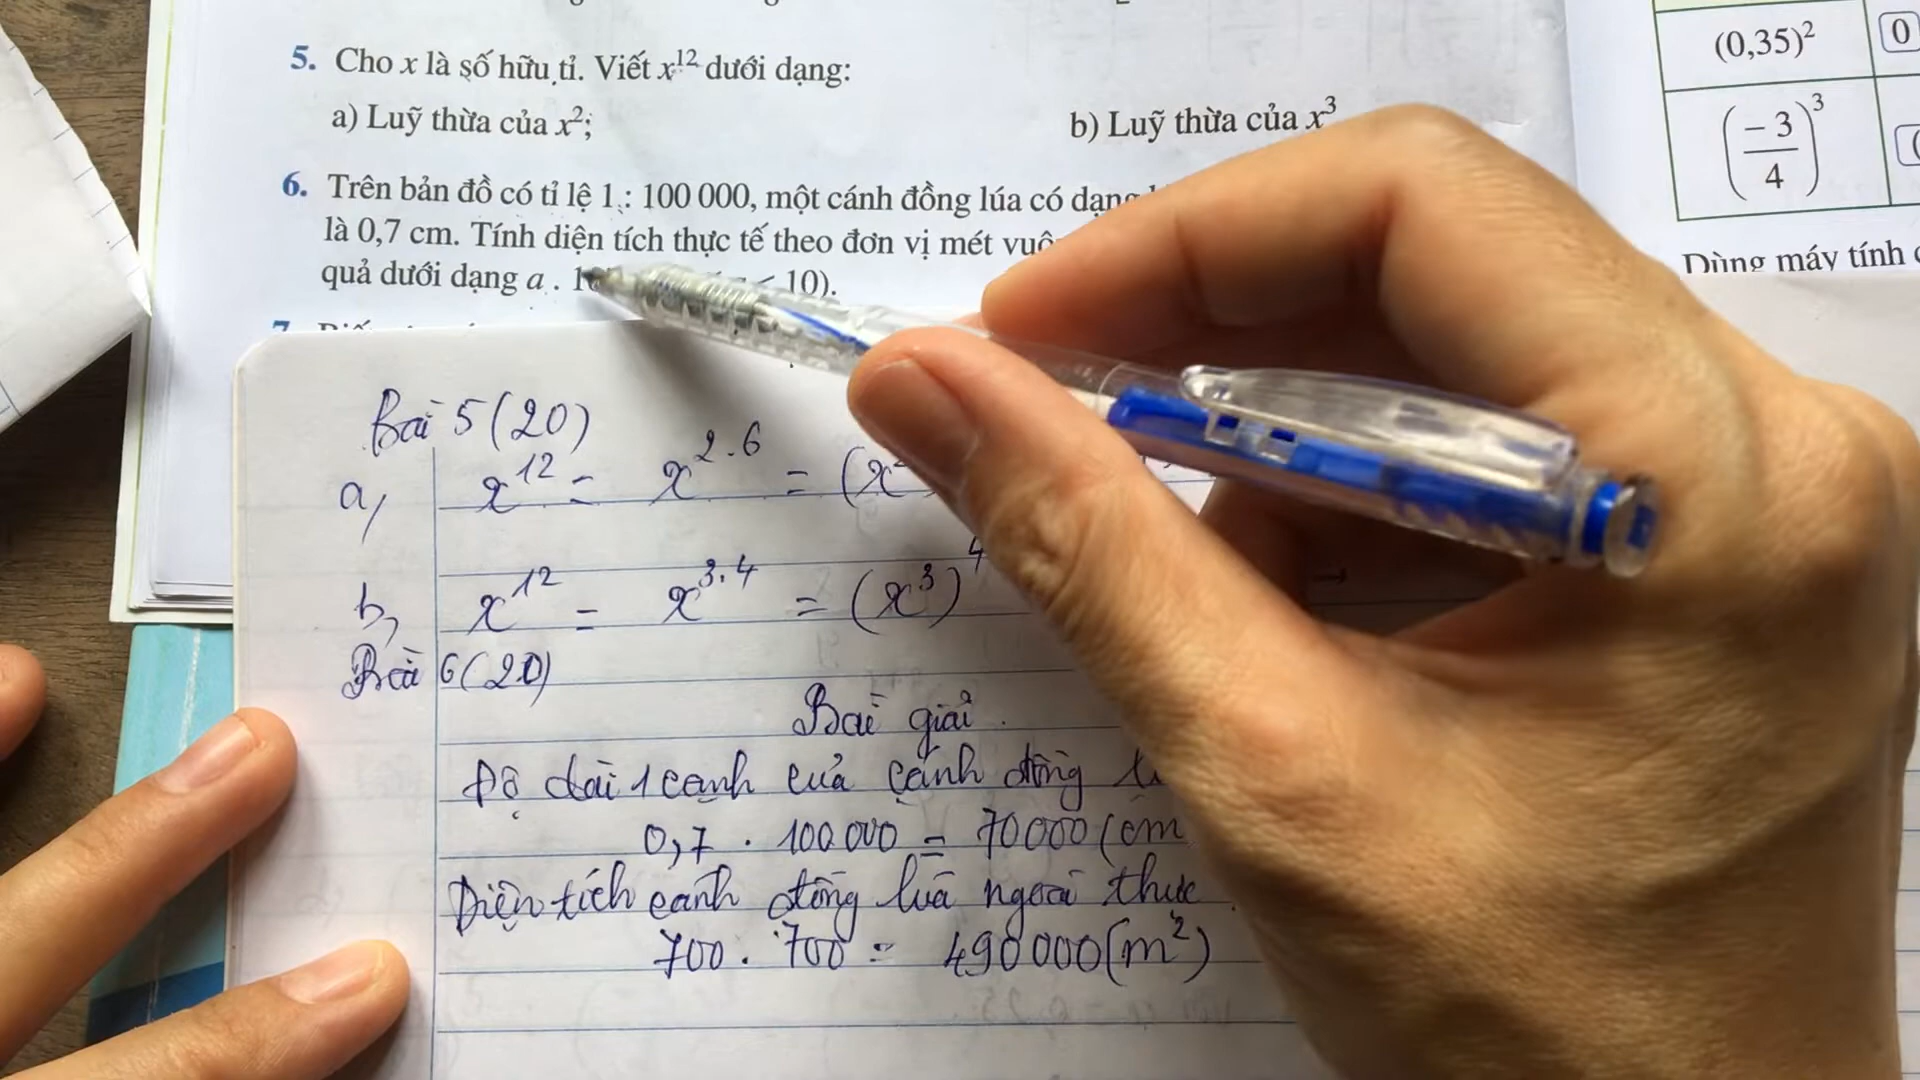 5. Cho x là số hữu tỉ. Viết x¹² dưới dạng:
a) Luỹ thừa của x²;
b) Luỹ thừa của x³
6. Trên bản đồ có tỉ lệ 1 : 100 000, một cánh đồng lúa có dạng
là 0,7 cm. Tính diện tích thực tế theo đơn vị mét
quả dưới dạng a . < 10).
(0,35)² 0
(-3/4)³
Dùng máy tính
Bài 5 (20)
a, x¹² = x²·⁶ = (x²
b, x¹² = x³·⁴ = (x³)⁴
Bài 6 (20)
Bài giải
Độ dài 1 cạnh của cánh đồng
0,7 . 100 000 = 70000 (cm
Diện tích cánh đồng lúa ngoài thực
700 . 700 = 490 000 (m²)